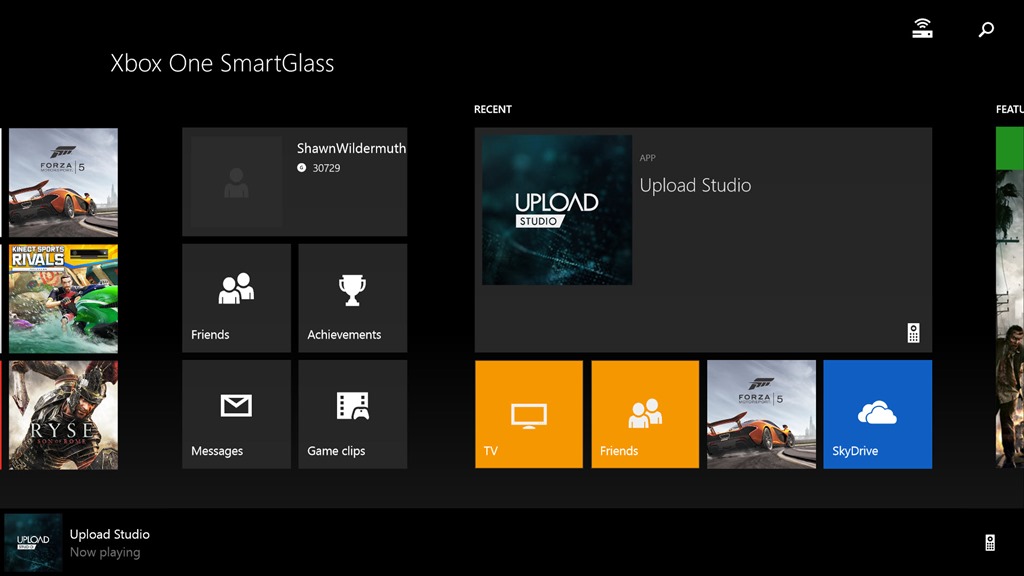 Xbox One SmartGlass
RECENT
FEATU
FORZA
MOTORSPORT 5
KINECT SPORTS
RIVALS
RYSE
SON OF ROME
ShawnWildermuth
G 30729
Friends
Achievements
Messages
Game clips
UPLOAD
STUDIO
APP
Upload Studio
TV
Friends
FORZA
MOTORSPORT 5
SkyDrive
UPLOAD
STUDIO
Upload Studio
Now playing